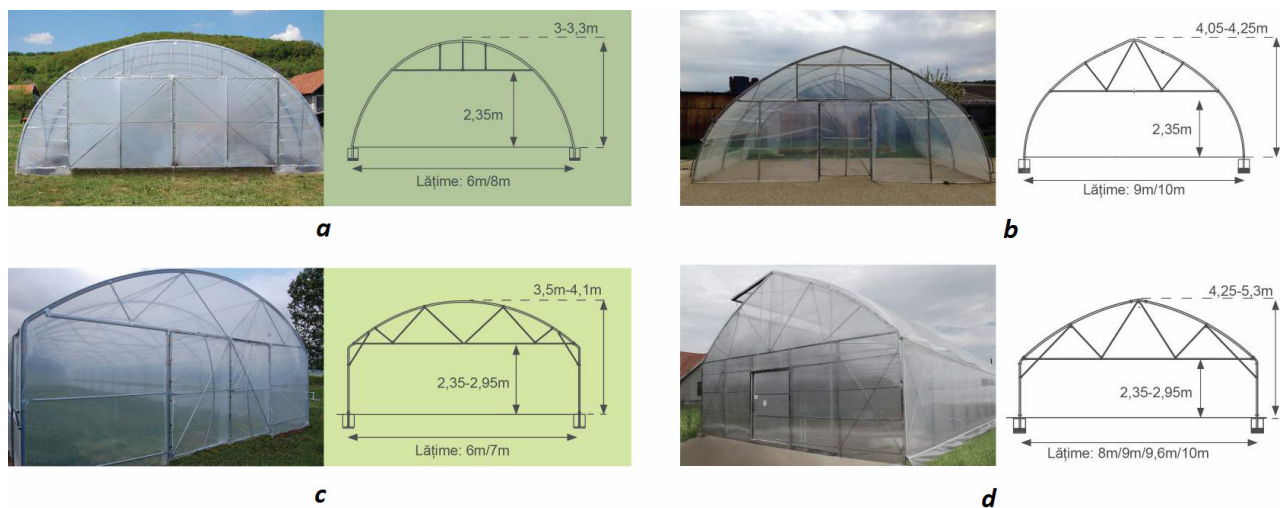 3-3,3m
2,35m
Lățime: 6m/8m
a
4,05-4,25m
2,35m
Lățime: 9m/10m
b
3,5m-4,1m
2,35-2,95m
Lățime: 6m/7m
c
4,25-5,3m
2,35-2,95m
Lățime: 8m/9m/9,6m/10m
d